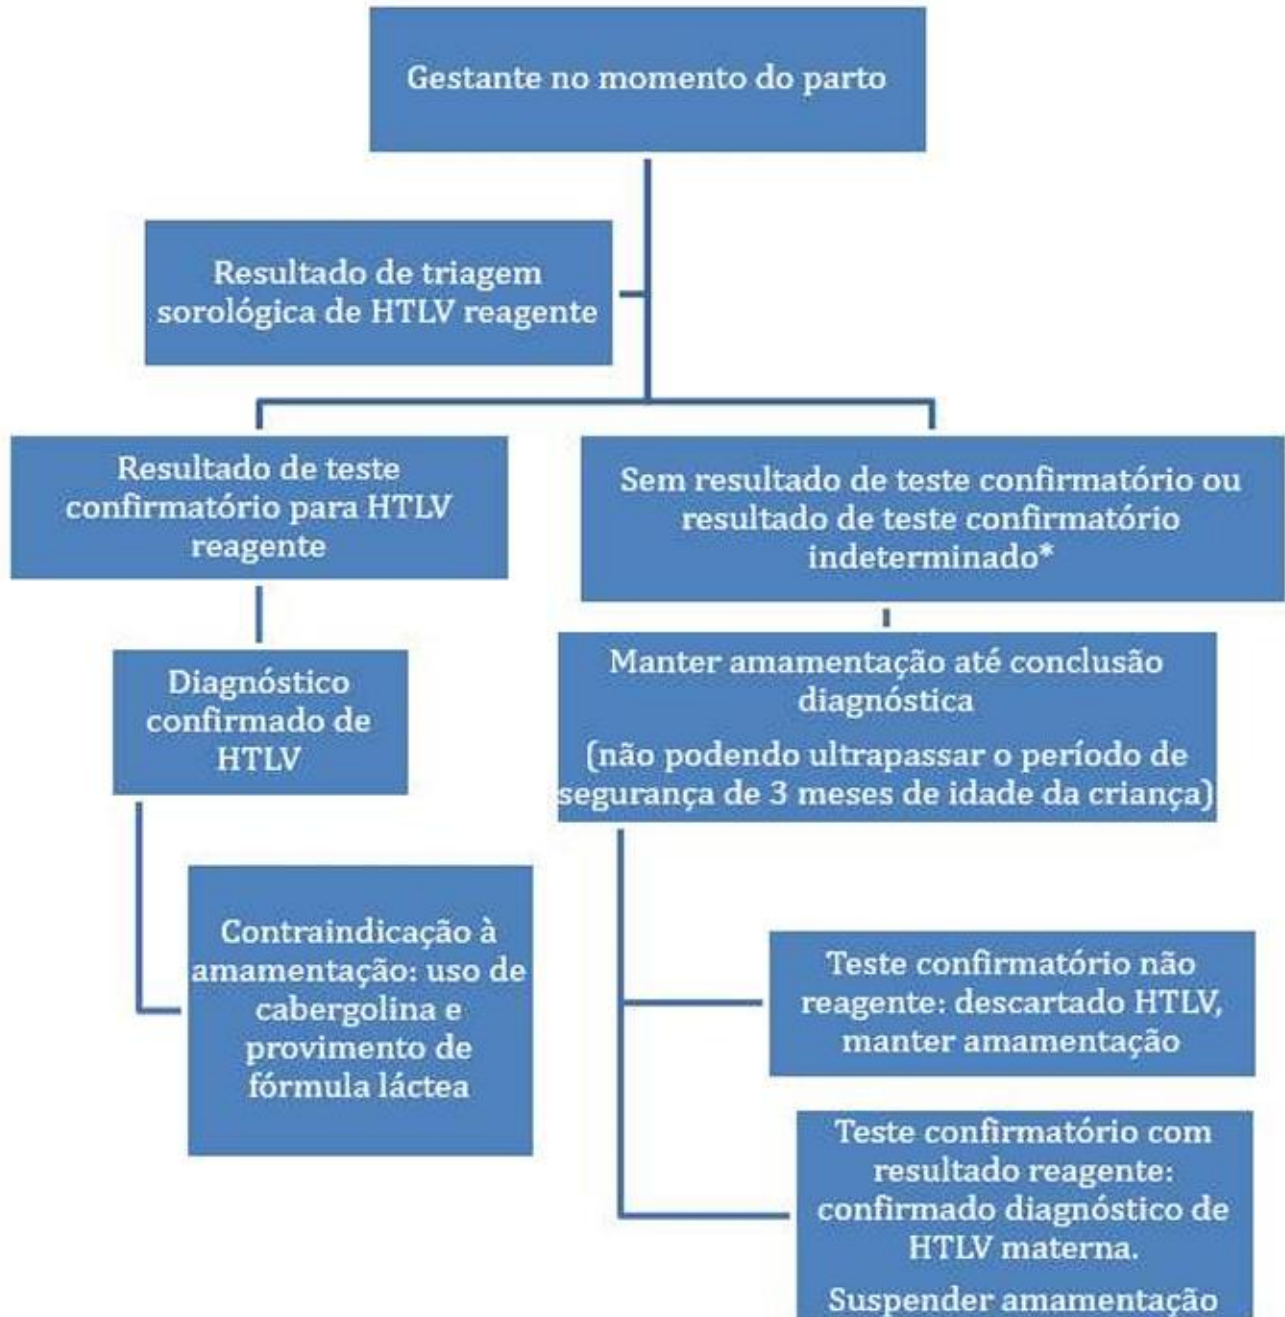 Gestante no momento do parto
Resultado de triagem
sorológica de HTLV reagente
Resultado de teste
confirmatório para HTLV
reagente
Sem resultado de teste confirmatório ou
resultado de teste confirmatório
indeterminado*
Diagnóstico
confirmado de
HTLV
Manter amamentação até conclusão
diagnóstica
(não podendo ultrapassar o período de
segurança de 3 meses de idade da criança)
Contraindicação à
amamentação: uso de
cabergolina e
provimento de
fórmula láctea
Teste confirmatório não
reagente: descartado HTLV,
manter amamentação
Teste confirmatório com
resultado reagente:
confirmado diagnóstico de
HTLV materna.
Suspender amamentação